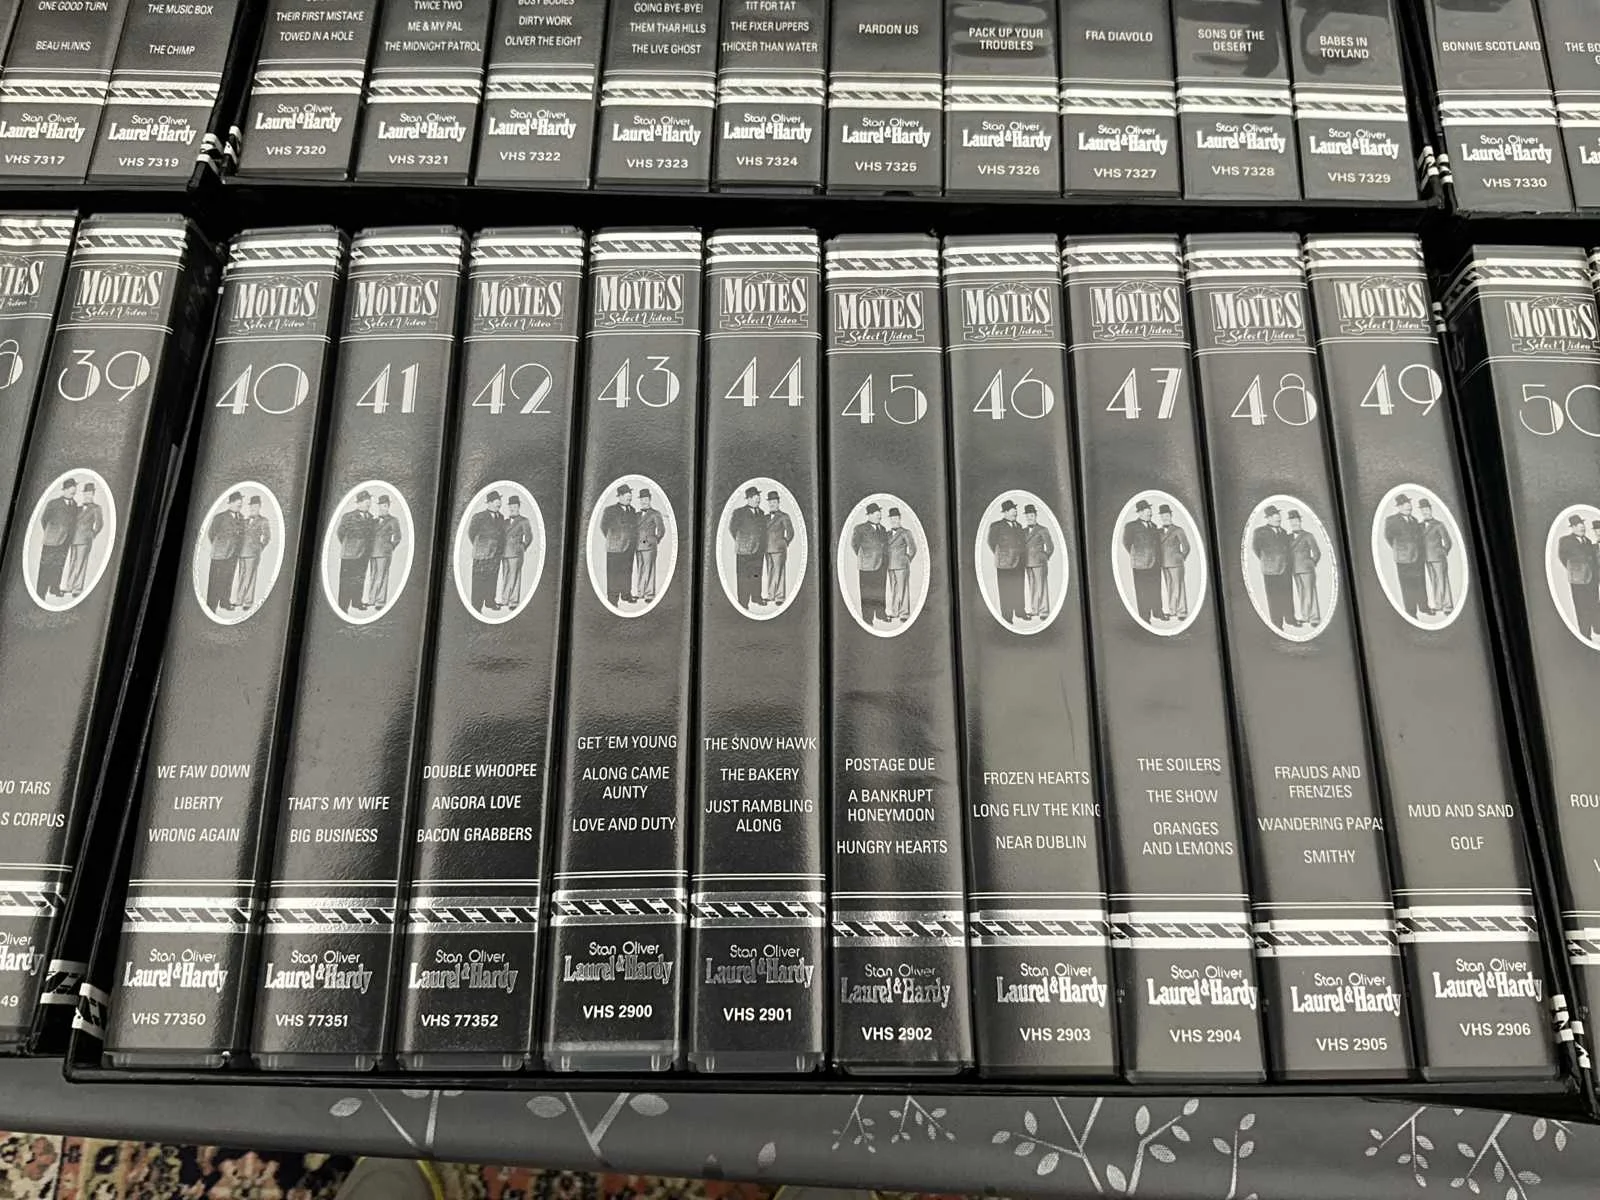 ONE GOOD TURN
BEAU HUNKS
Laurel & Hardy
VHS 7317
THE MUSIC BOX
THE CHIMP
Stan Oliver
Laurel & Hardy
VHS 7319
THEIR FIRST MISTAKE
TOWED IN A HOLE
Stan Oliver
Laurel & Hardy
VHS 7320
TWICE TWO
ME & MY PAL
THE MIDNIGHT PATROL
Stan Oliver
Laurel & Hardy
VHS 7321
BUSY BODIES
DIRTY WORK
OLIVER THE EIGHT
Stan Oliver
Laurel & Hardy
VHS 7322
GOING BYE-BYE!
THEM THAR HILLS
THE LIVE GHOST
Stan Oliver
Laurel & Hardy
VHS 7323
TIT FOR TAT
THE FIXER UPPERS
THICKER THAN WATER
Stan Oliver
Laurel & Hardy
VHS 7324
PARDON US
Stan Oliver
Laurel & Hardy
VHS 7325
PACK UP YOUR
TROUBLES
Stan Oliver
Laurel & Hardy
VHS 7326
FRA DIAVOLO
Stan Oliver
Laurel & Hardy
VHS 7327
SONS OF THE
DESERT
Stan Oliver
Laurel & Hardy
VHS 7328
BABES IN
TOYLAND
Stan Oliver
Laurel & Hardy
VHS 7329
BONNIE SCOTLAND
Stan Oliver
Laurel & Hardy
VHS 7330
THE
TARS
CORPUS
49
MOVIES
Select Video
39
MOVIES
Select Video
40
WE FAW DOWN
LIBERTY
WRONG AGAIN
Stan Oliver
Laurel & Hardy
VHS 77350
MOVIES
Select Video
41
THAT'S MY WIFE
BIG BUSINESS
Stan Oliver
Laurel & Hardy
VHS 77351
MOVIES
Select Video
42
DOUBLE WHOOPEE
ANGORA LOVE
BACON GRABBERS
Stan Oliver
Laurel & Hardy
VHS 77352
MOVIES
Select Video
43
GET 'EM YOUNG
ALONG CAME
AUNTY
LOVE AND DUTY
Stan Oliver
Laurel & Hardy
VHS 2900
MOVIES
Select Video
44
THE SNOW HAWK
THE BAKERY
JUST RAMBLING
ALONG
Stan Oliver
Laurel & Hardy
VHS 2901
MOVIES
Select Video
45
POSTAGE DUE
A BANKRUPT
HONEYMOON
HUNGRY HEARTS
Stan Oliver
Laurel & Hardy
VHS 2902
MOVIES
Select Video
46
FROZEN HEARTS
LONG FLIV THE KING
NEAR DUBLIN
Stan Oliver
Laurel & Hardy
VHS 2903
MOVIES
Select Video
47
THE SOILERS
THE SHOW
ORANGES
AND LEMONS
Stan Oliver
Laurel & Hardy
VHS 2904
MOVIES
Select Video
48
FRAUDS AND
FRENZIES
WANDERING PAPAS
SMITHY
Stan Oliver
Laurel & Hardy
VHS 2905
MOVIES
Select Video
49
MUD AND SAND
GOLF
Stan Oliver
Laurel & Hardy
VHS 2906
MOVIES
Select Video
50